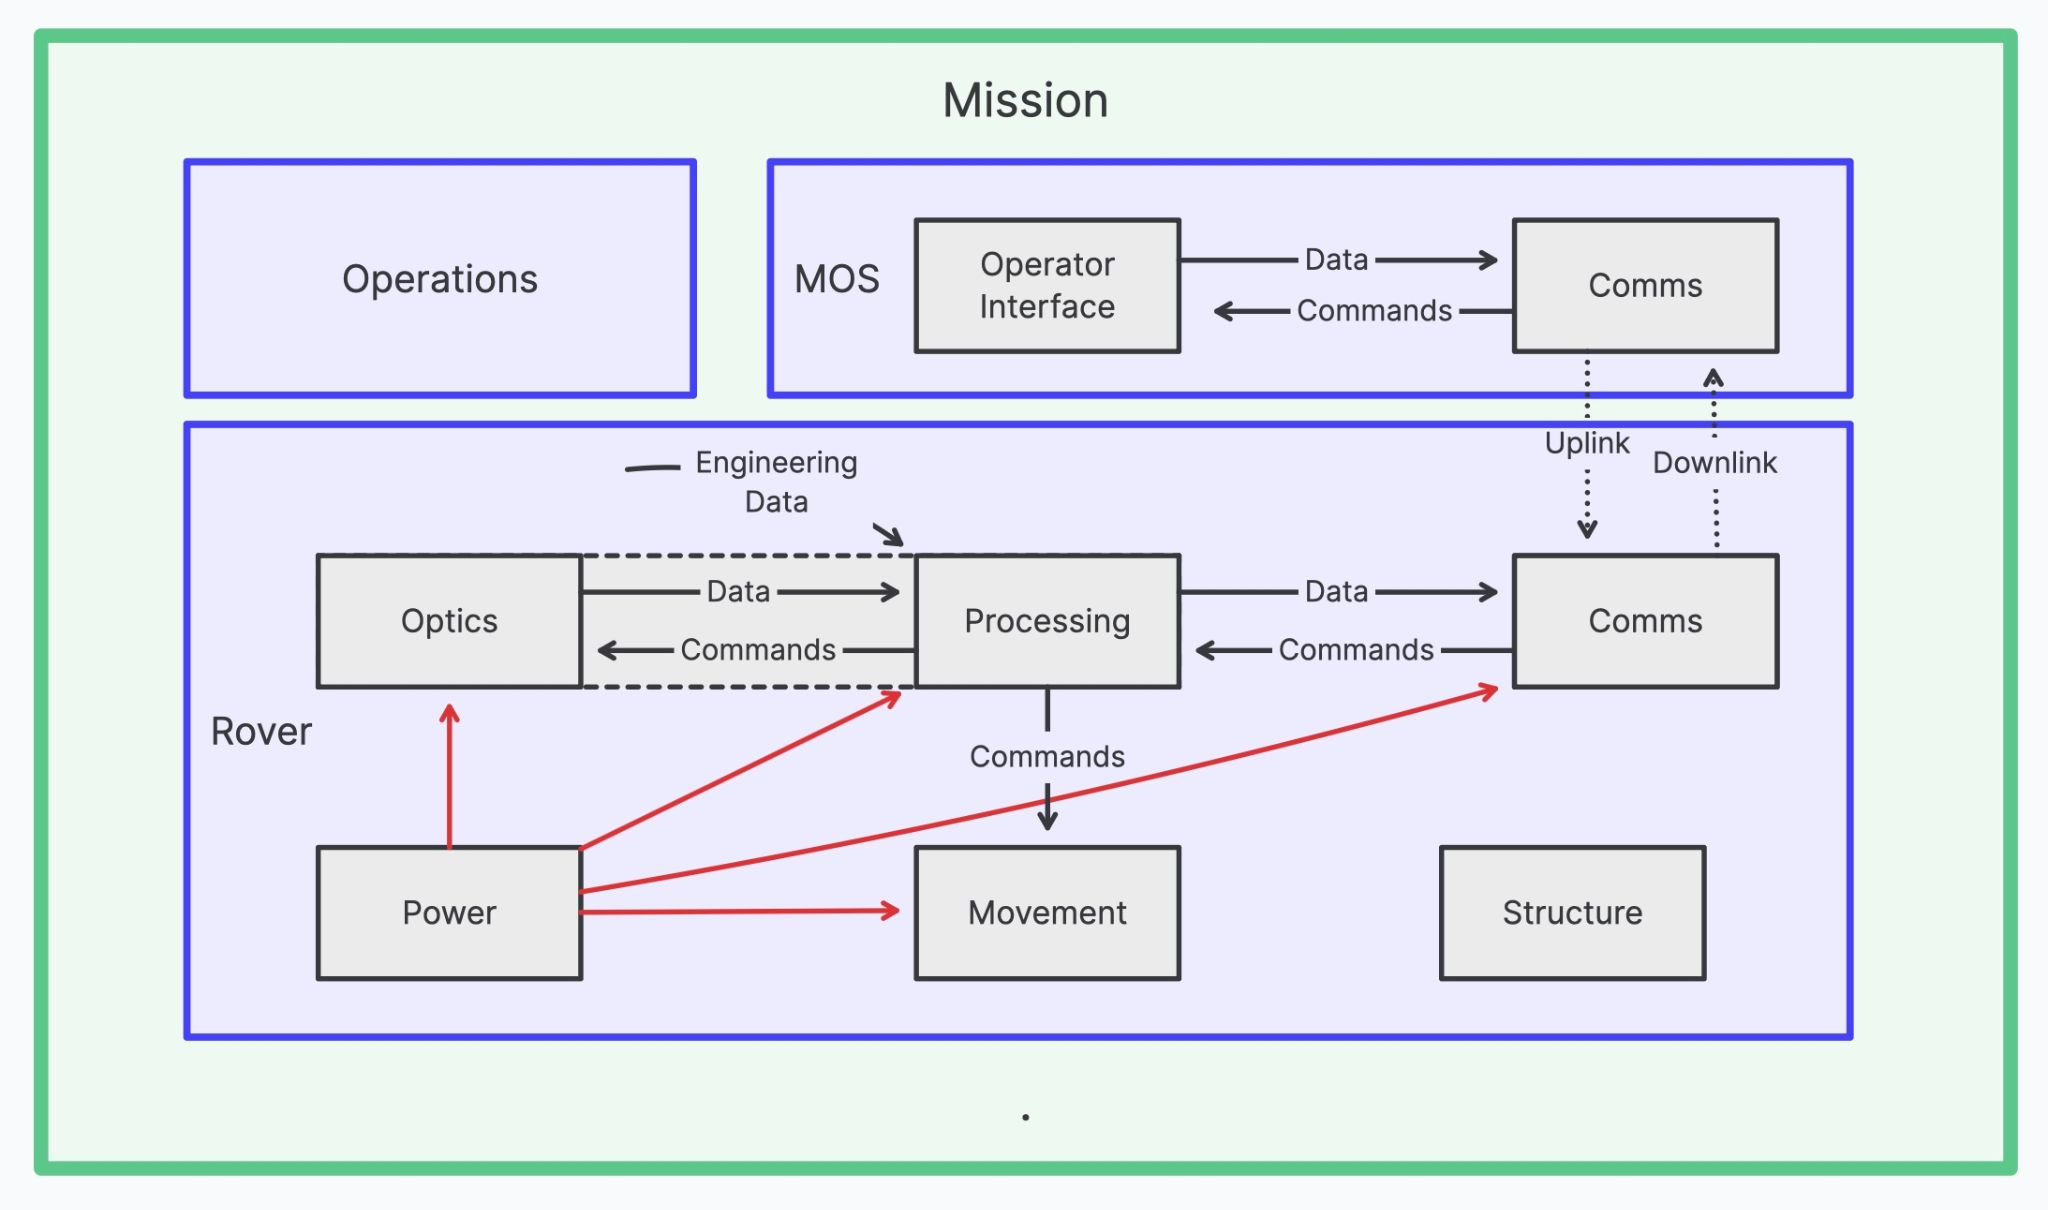 Mission
Operations
MOS
Operator
Interface
Data
Commands
Comms
Uplink
Downlink
Engineering
Data
Optics
Data
Commands
Processing
Data
Commands
Comms
Rover
Commands
Power
Movement
Structure
.